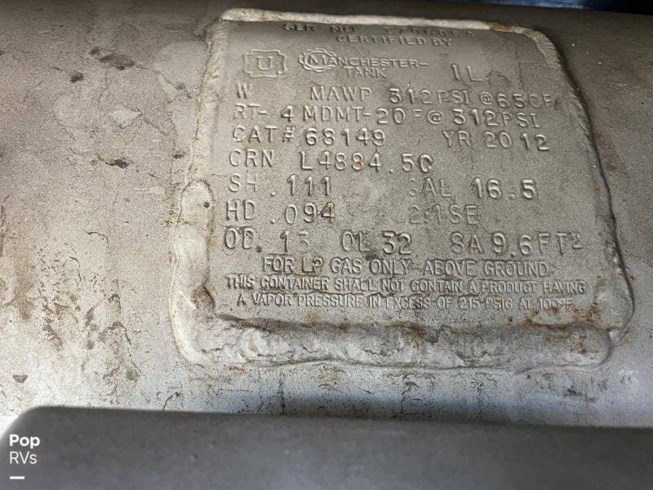 CERTIFIED BY
U MANCHESTER- 1L
TANK
W MAWP 312PSI @650F
RT-4 MDMT-20F@ 312PSI
CAT# 68149 YR 2012
CRN L4884.5C
SH .111 GAL 16.5
HD .094 2:1SE
OD. 13 OL 32 SA 9.6FT2
FOR LP GAS ONLY-ABOVE GROUND
THIS CONTAINER SHALL NOT CONTAIN A PRODUCT HAVING
A VAPOR PRESSURE IN EXCESS OF 215 PSIG AT 100°F
Pop
RVs